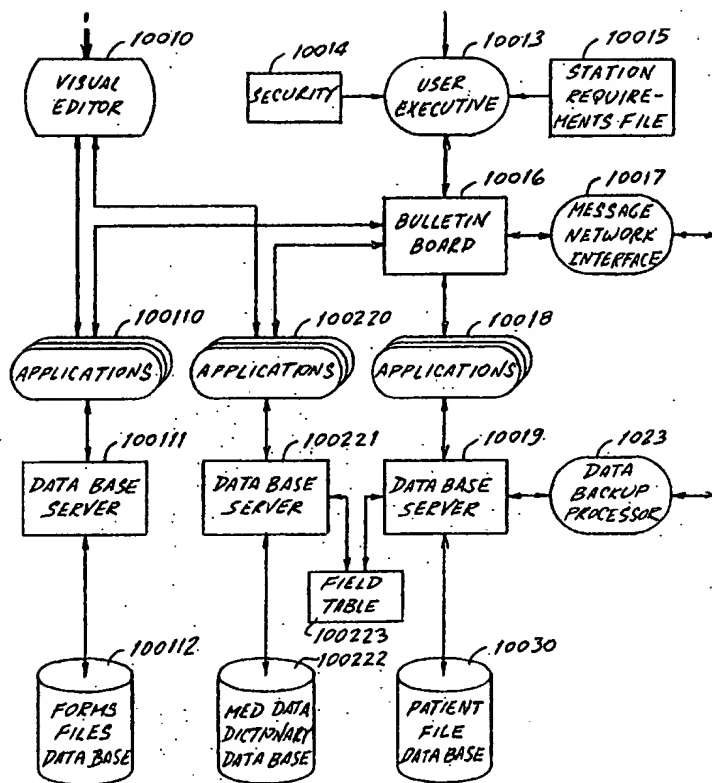 10010
VISUAL
EDITOR
10014
SECURITY
10013
USER
EXECUTIVE
10015
STATION
REQUIRE-
MENTS FILE
10016
BULLETIN
BOARD
10017
MESSAGE
NETWORK
INTERFACE
100110
APPLICATIONS
100220
APPLICATIONS
10018
APPLICATIONS
100111
DATA BASE
SERVER
100221
DATA BASE
SERVER
10019
DATA BASE
SERVER
1023
DATA
BACKUP
PROCESSOR
FIELD
TABLE
100223
100112
FORMS
FILES
DATA BASE
100222
MED DATA
DICTIONARY
DATA BASE
10030
PATIENT
FILE
DATA BASE